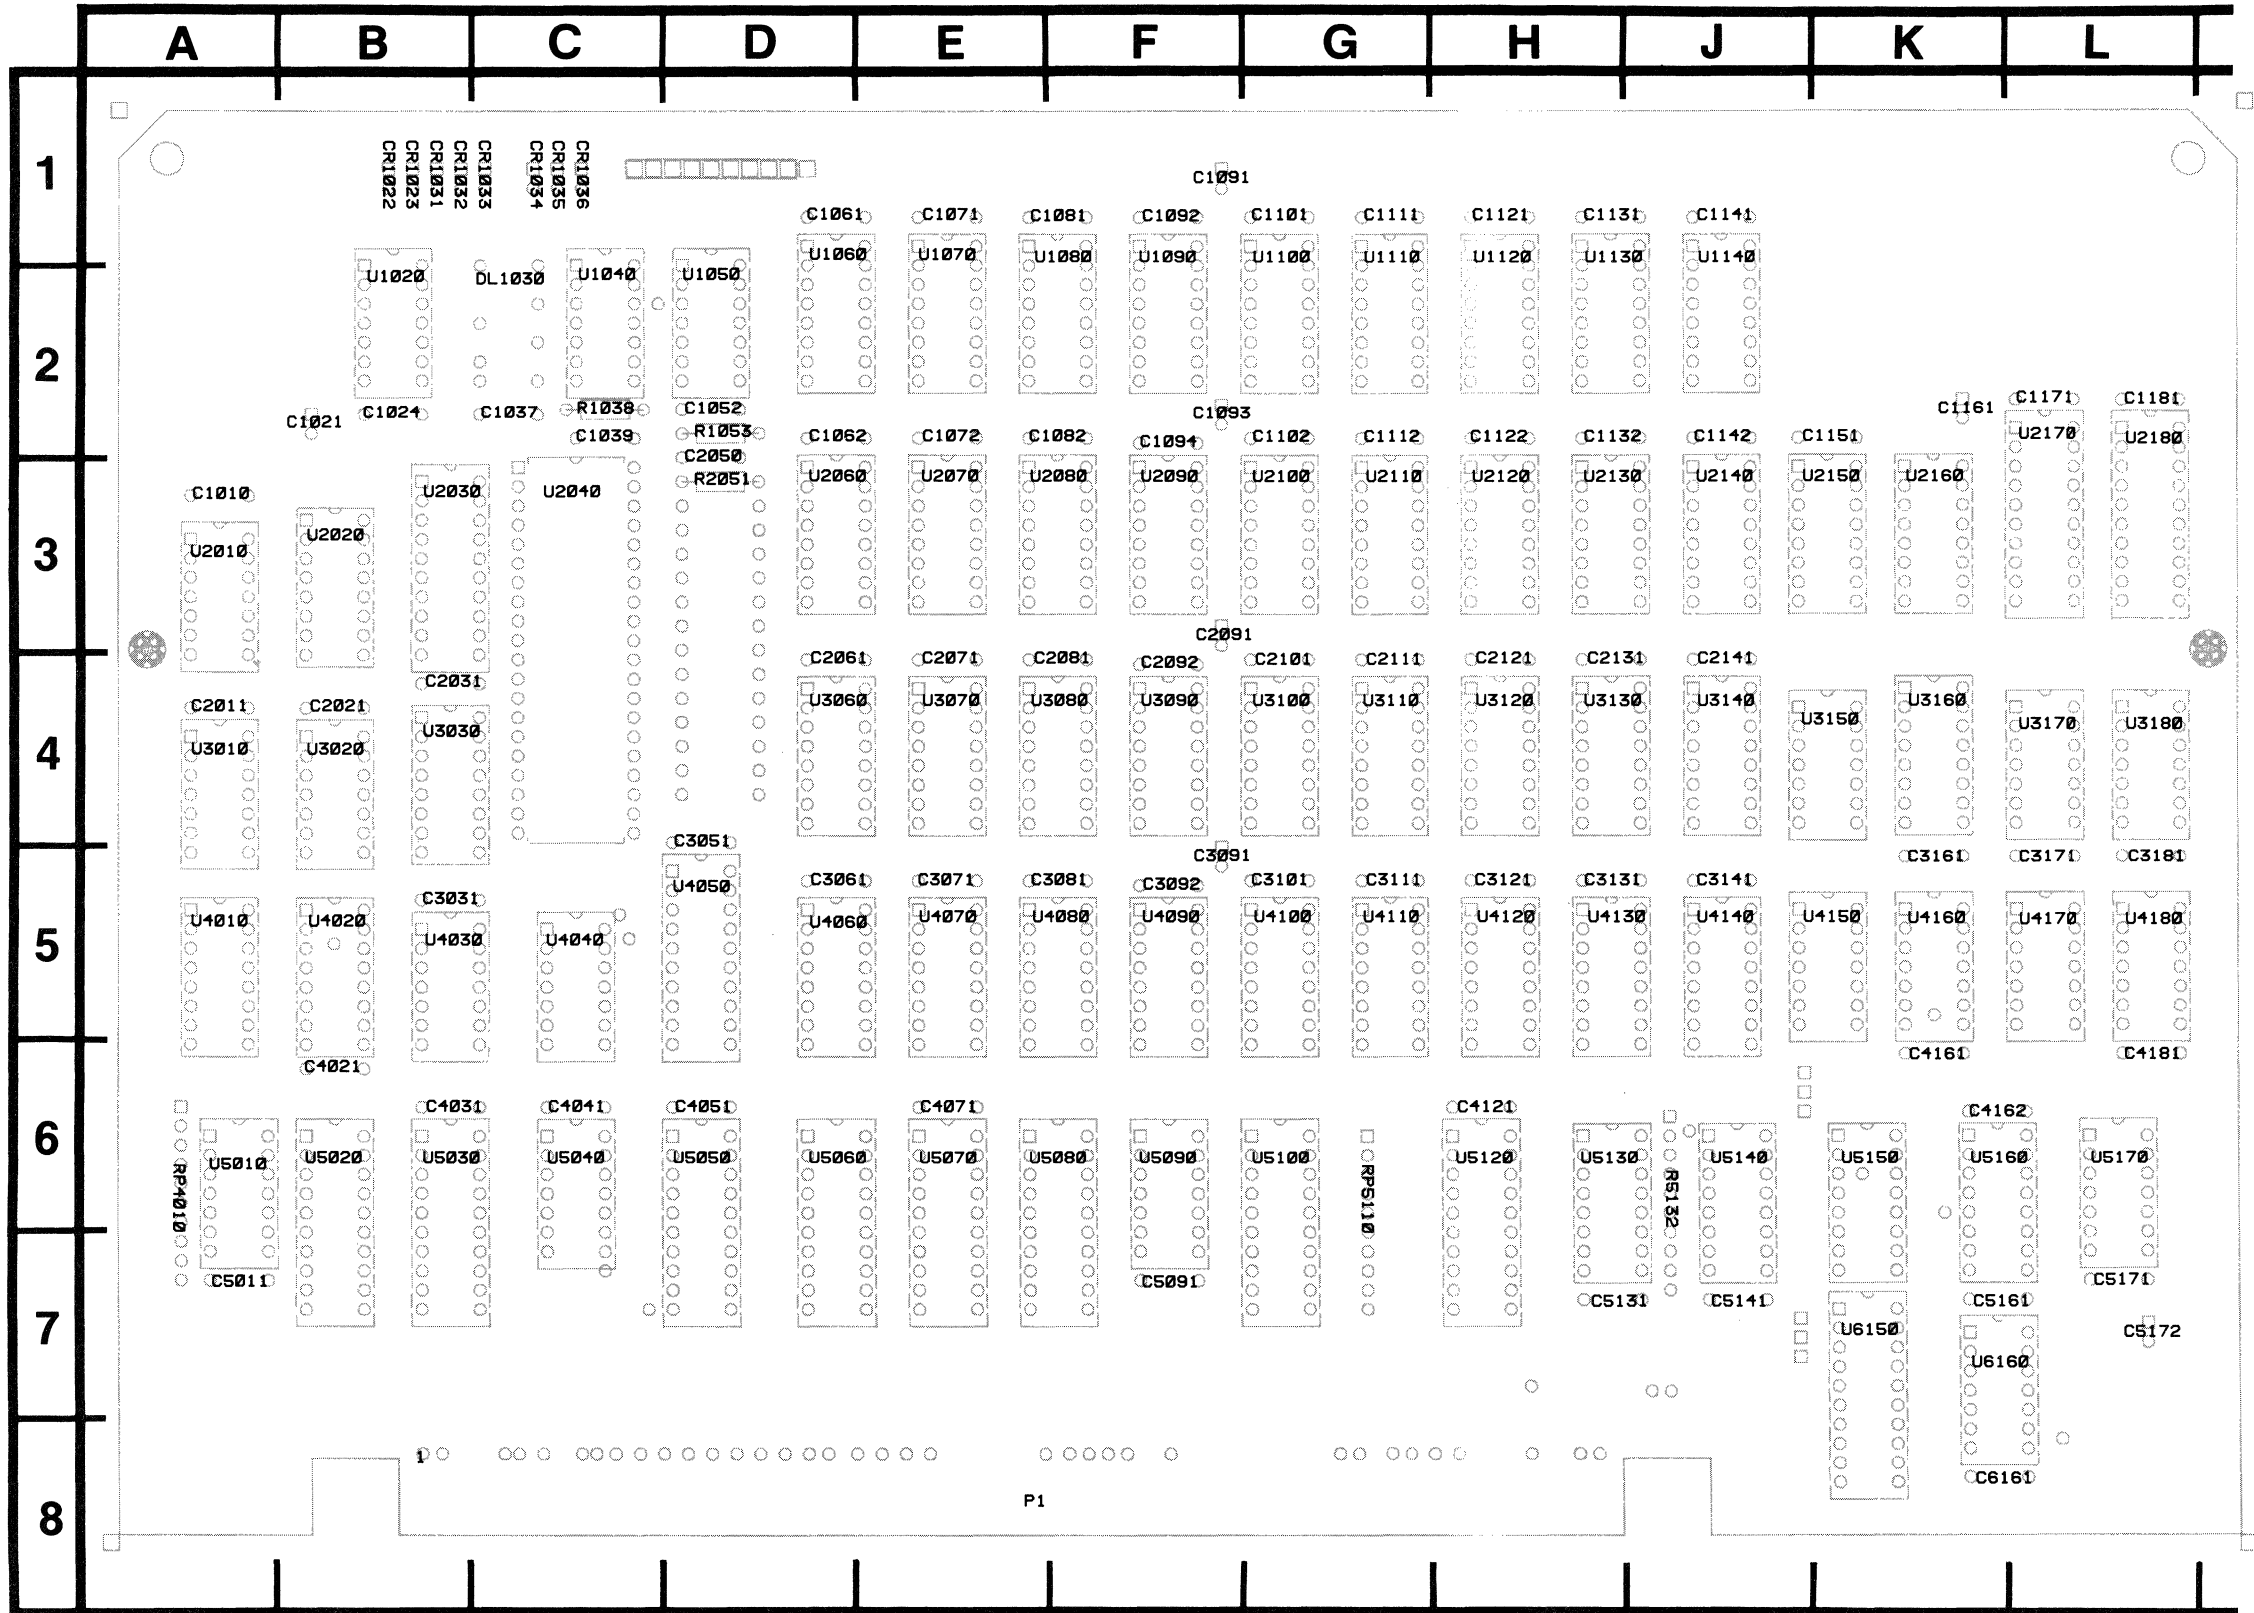 A B C D E F G H J K L
1
CR1022 CR1023 CR1031 CR1032 CR1033 CR1034 CR1035 CR1036
C1091
C1061 C1071 C1081 C1092 C1101 C1111 C1121 C1131 C1141
U1060 U1070 U1080 U1090 U1100 U1110 U1120 U1130 U1140
U1020 DL1030 U1040 U1050
2
C1171 C1181
C1021 C1024 C1037 R1038 C1052 C1093 C1161
R1053
C1039 C1062 C1072 C1082 C1094 C1102 C1112 C1122 C1132 C1142 C1151 U2170 U2180
C2050
R2051 U2060 U2070 U2080 U2090 U2100 U2110 U2120 U2130 U2140 U2150 U2160
C1010 U2030 U2040
U2010 U2020
3
C2091
C2061 C2071 C2081 C2092 C2101 C2111 C2121 C2131 C2141
C2031
C2011 C2021 U3060 U3070 U3080 U3090 U3100 U3110 U3120 U3130 U3140 U3160
U3030 U3150 U3170 U3180
U3010 U3020
4
C3051
C3091 C3161 C3171 C3181
U4050 C3061 C3071 C3081 C3092 C3101 C3111 C3121 C3131 C3141
C3031
U4010 U4020 U4060 U4070 U4080 U4090 U4100 U4110 U4120 U4130 U4140 U4150 U4160 U4170 U4180
U4030 U4040
5
C4021 C4161 C4181
C4031 C4041 C4051 C4071 C4121 C4162
6
RP4010 U5010 U5020 U5030 U5040 U5050 U5060 U5070 U5080 U5090 U5100 RP5110 U5120 U5130 R5132 U5140 U5150 U5160 U5170
C5011 C5091 C5171
C5131 C5141 C5161
7
U6150 C5172
U6160
1
C6161
P1
8